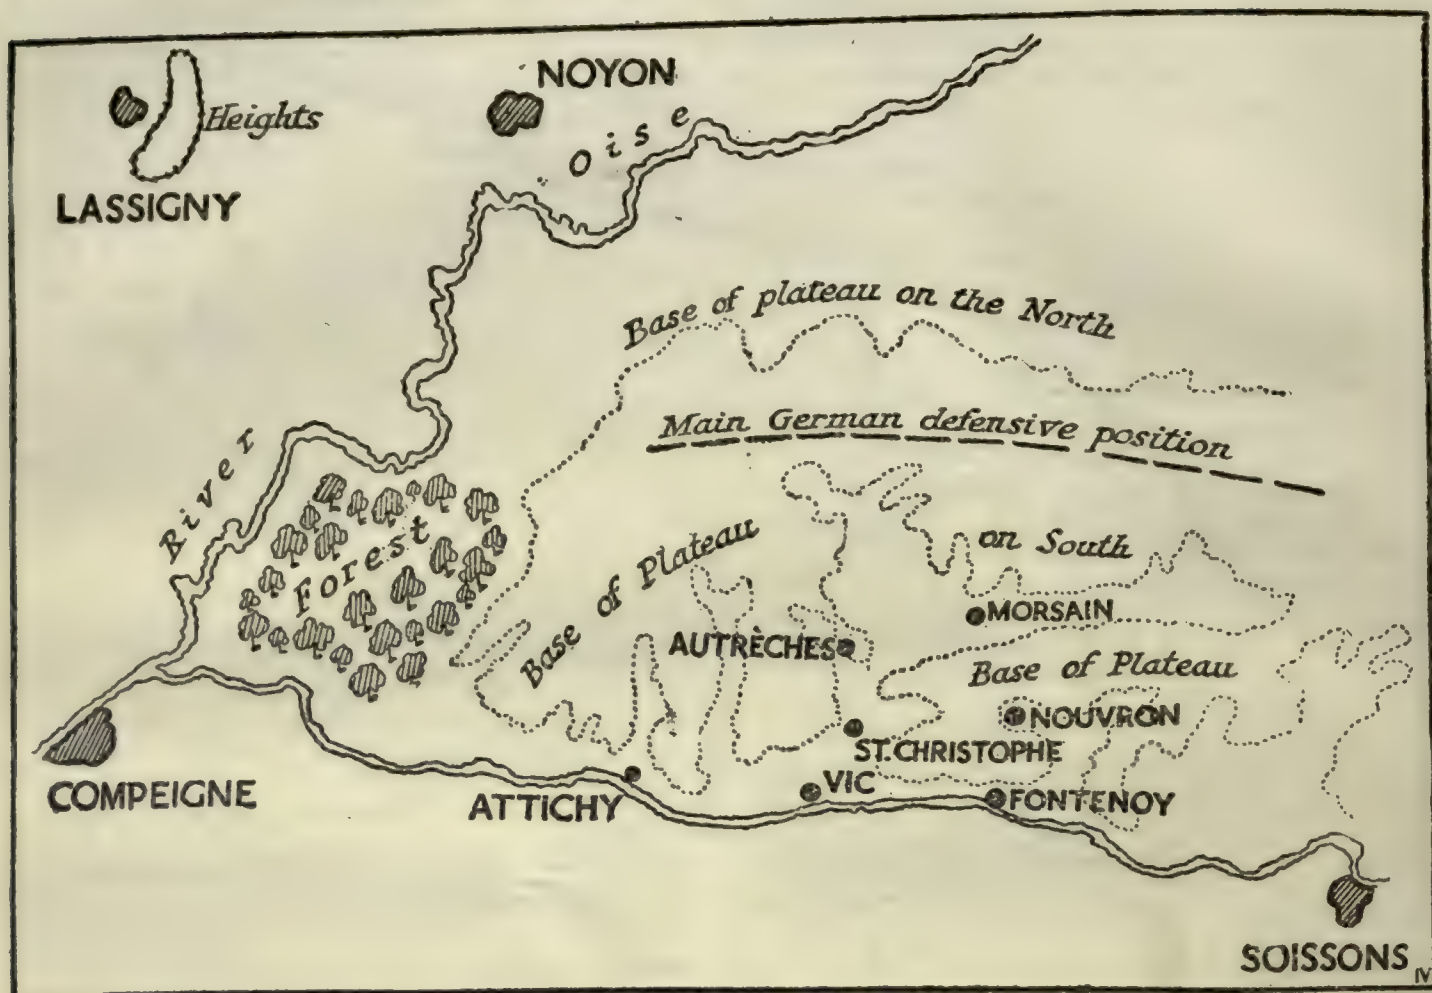 NOYON
Heights
Oise
LASSIGNY
Base of plateau on the North
Main German defensive position
River
Forest
Base of Plateau
on South
MORSAIN
AUTRÈCHES
Base of Plateau
NOUVRON
ST.CHRISTOPHE
VIC
COMPEIGNE
ATTICHY
FONTENOY
SOISSONS
IV